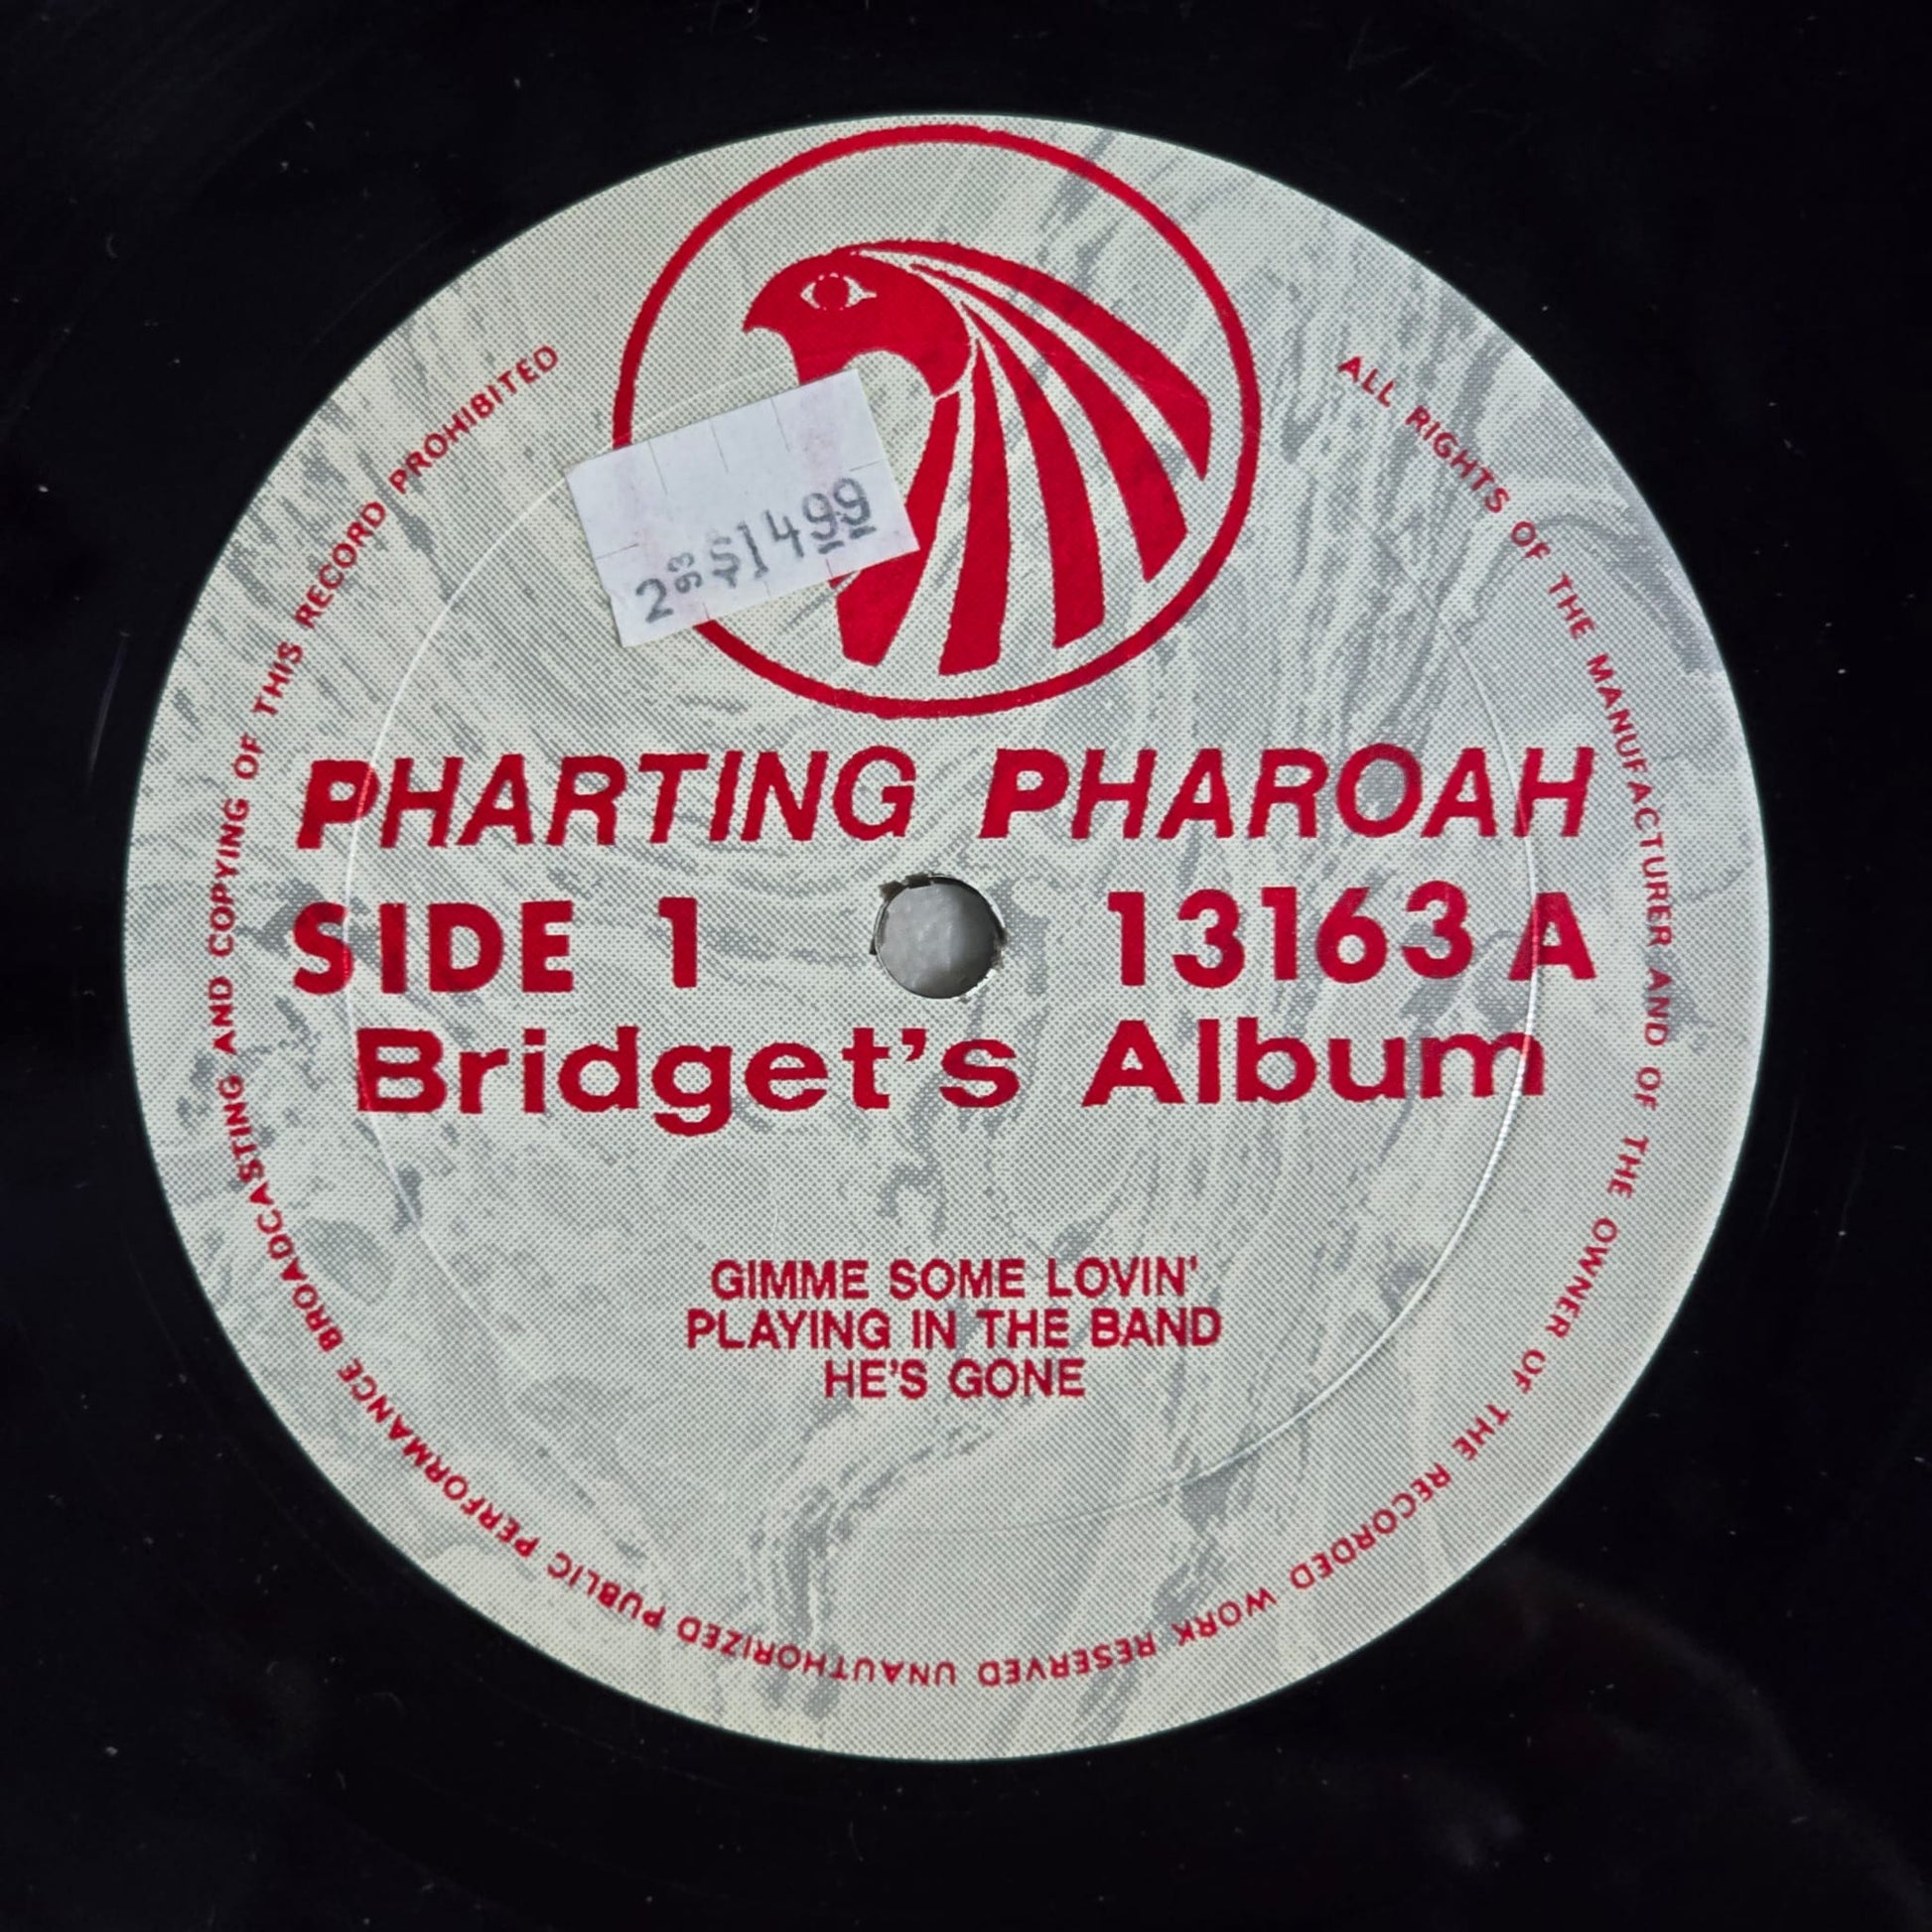 2 93 $14 99
PHARTING PHAROAH
SIDE 1 13163 A
Bridget's Album
GIMME SOME LOVIN'
PLAYING IN THE BAND
HE'S GONE
ALL RIGHTS OF THE MANUFACTURER AND OF THE OWNER OF THE RECORDED WORK RESERVED UNAUTHORIZED PUBLIC PERFORMANCE BROADCASTING AND COPYING OF THIS RECORD PROHIBITED